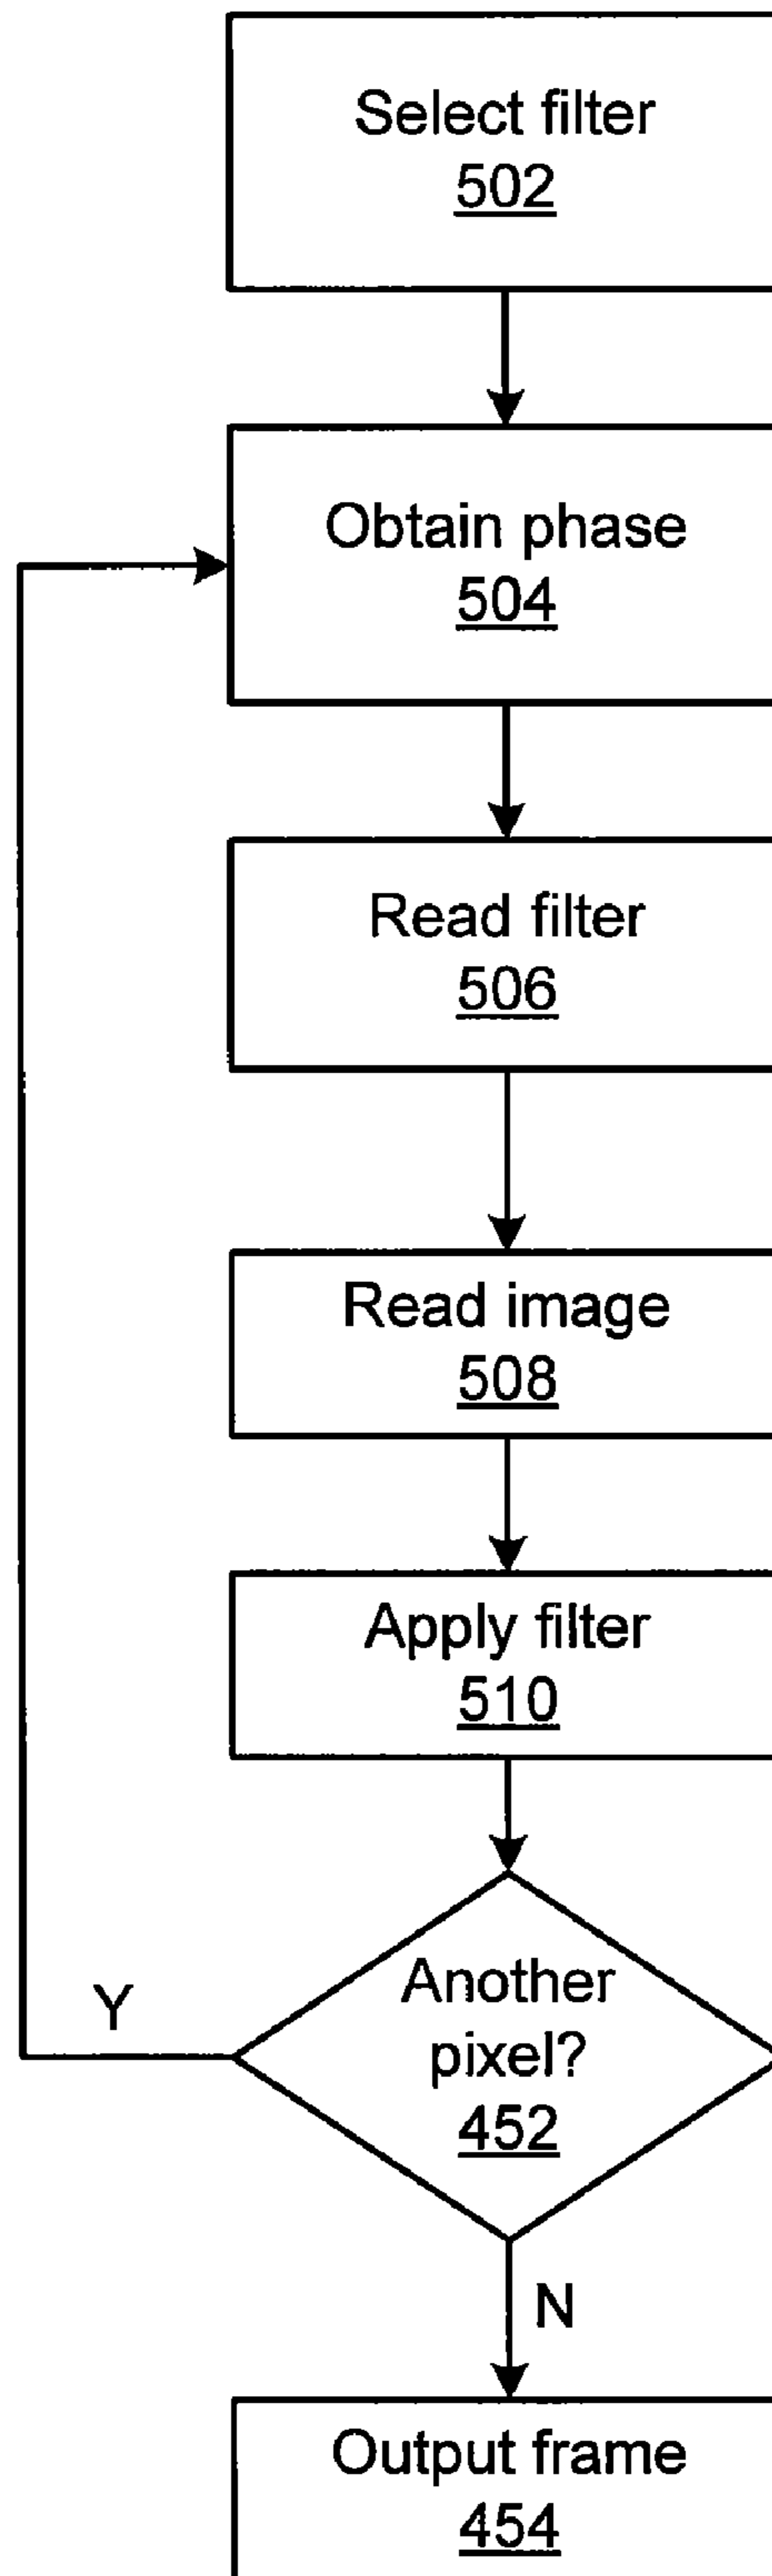 Select filter
502
Obtain phase
504
Read filter
506
Read image
508
Apply filter
510
Another
pixel?
452
Y
N
Output frame
454